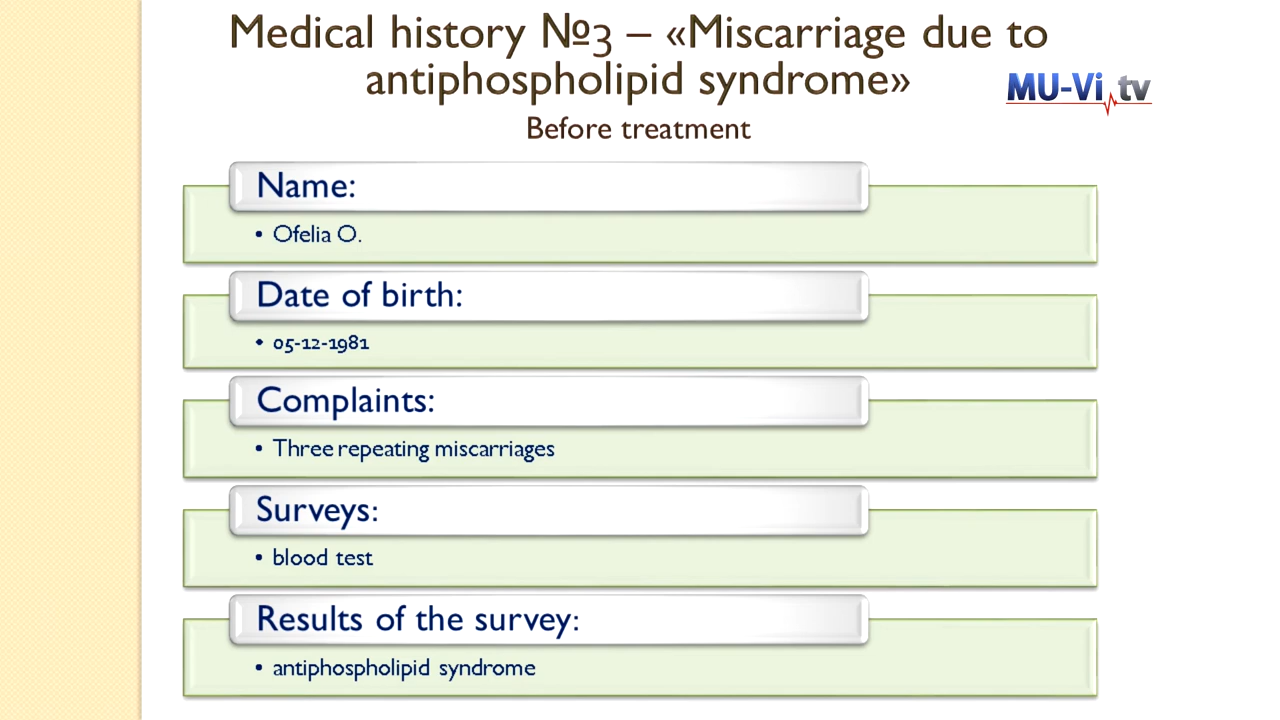 Medical history №3 – «Miscarriage due to
antiphospholipid syndrome»
MU-Vi.tv
Before treatment
Name:
• Ofelia O.
Date of birth:
• 05-12-1981
Complaints:
• Three repeating miscarriages
Surveys:
• blood test
Results of the survey:
• antiphospholipid syndrome